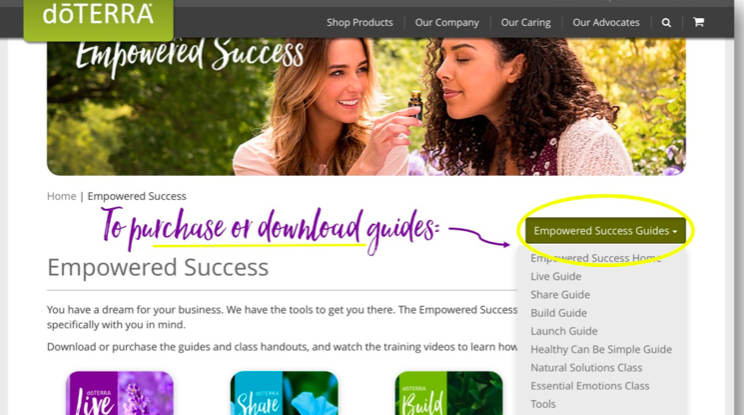 dōTERRA
Shop Products
Our Company
Our Caring
Our Advocates
Empowered Success
Home | Empowered Success
To purchase or download guides:
Empowered Success Guides
Empowered Success
Empowered Success Home
Live Guide
Share Guide
Build Guide
Launch Guide
Healthy Can Be Simple Guide
Natural Solutions Class
Essential Emotions Class
Tools
You have a dream for your business. We have the tools to get you there. The Empowered Success
specifically with you in mind.
Download or purchase the guides and class handouts, and watch the training videos to learn how
dōTERRA
Live
dōTERRA
Share
dōTERRA
Build